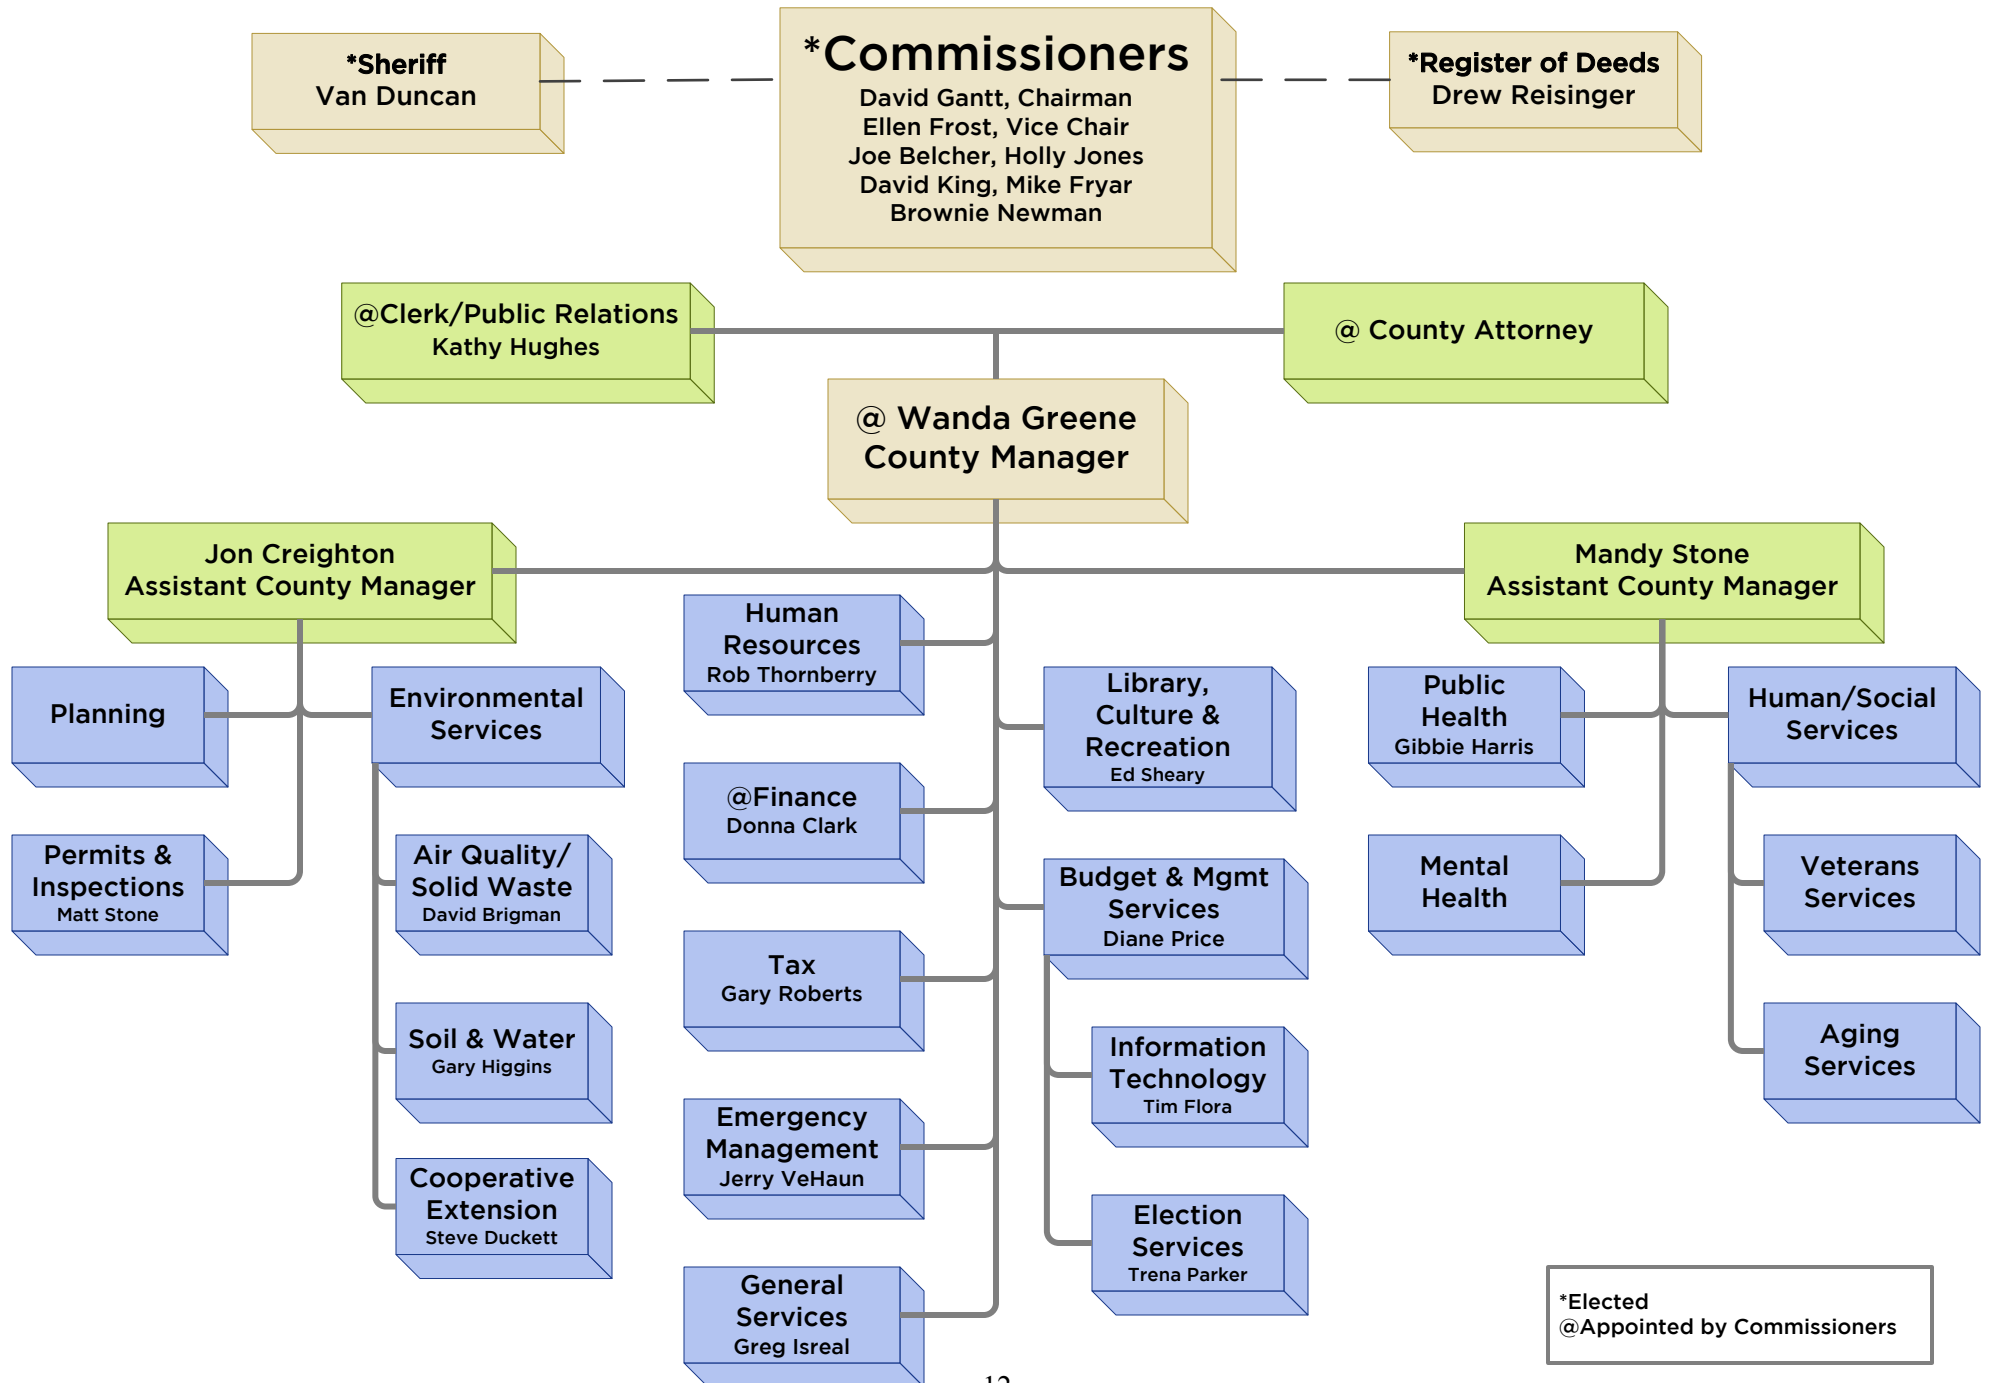 *Sheriff
Van Duncan
*Commissioners
David Gantt, Chairman
Ellen Frost, Vice Chair
Joe Belcher, Holly Jones
David King, Mike Fryar
Brownie Newman
*Register of Deeds
Drew Reisinger
@Clerk/Public Relations
Kathy Hughes
@ County Attorney
@ Wanda Greene
County Manager
Jon Creighton
Assistant County Manager
Mandy Stone
Assistant County Manager
Planning
Environmental
Services
Permits &
Inspections
Matt Stone
Air Quality/
Solid Waste
David Brigman
Soil & Water
Gary Higgins
Cooperative
Extension
Steve Duckett
Human
Resources
Rob Thornberry
Library,
Culture &
Recreation
Ed Sheary
@Finance
Donna Clark
Budget & Mgmt
Services
Diane Price
Tax
Gary Roberts
Information
Technology
Tim Flora
Emergency
Management
Jerry VeHaun
Election
Services
Trena Parker
General
Services
Greg Isreal
Public
Health
Gibbie Harris
Human/Social
Services
Mental
Health
Veterans
Services
Aging
Services
*Elected
@Appointed by Commissioners
12